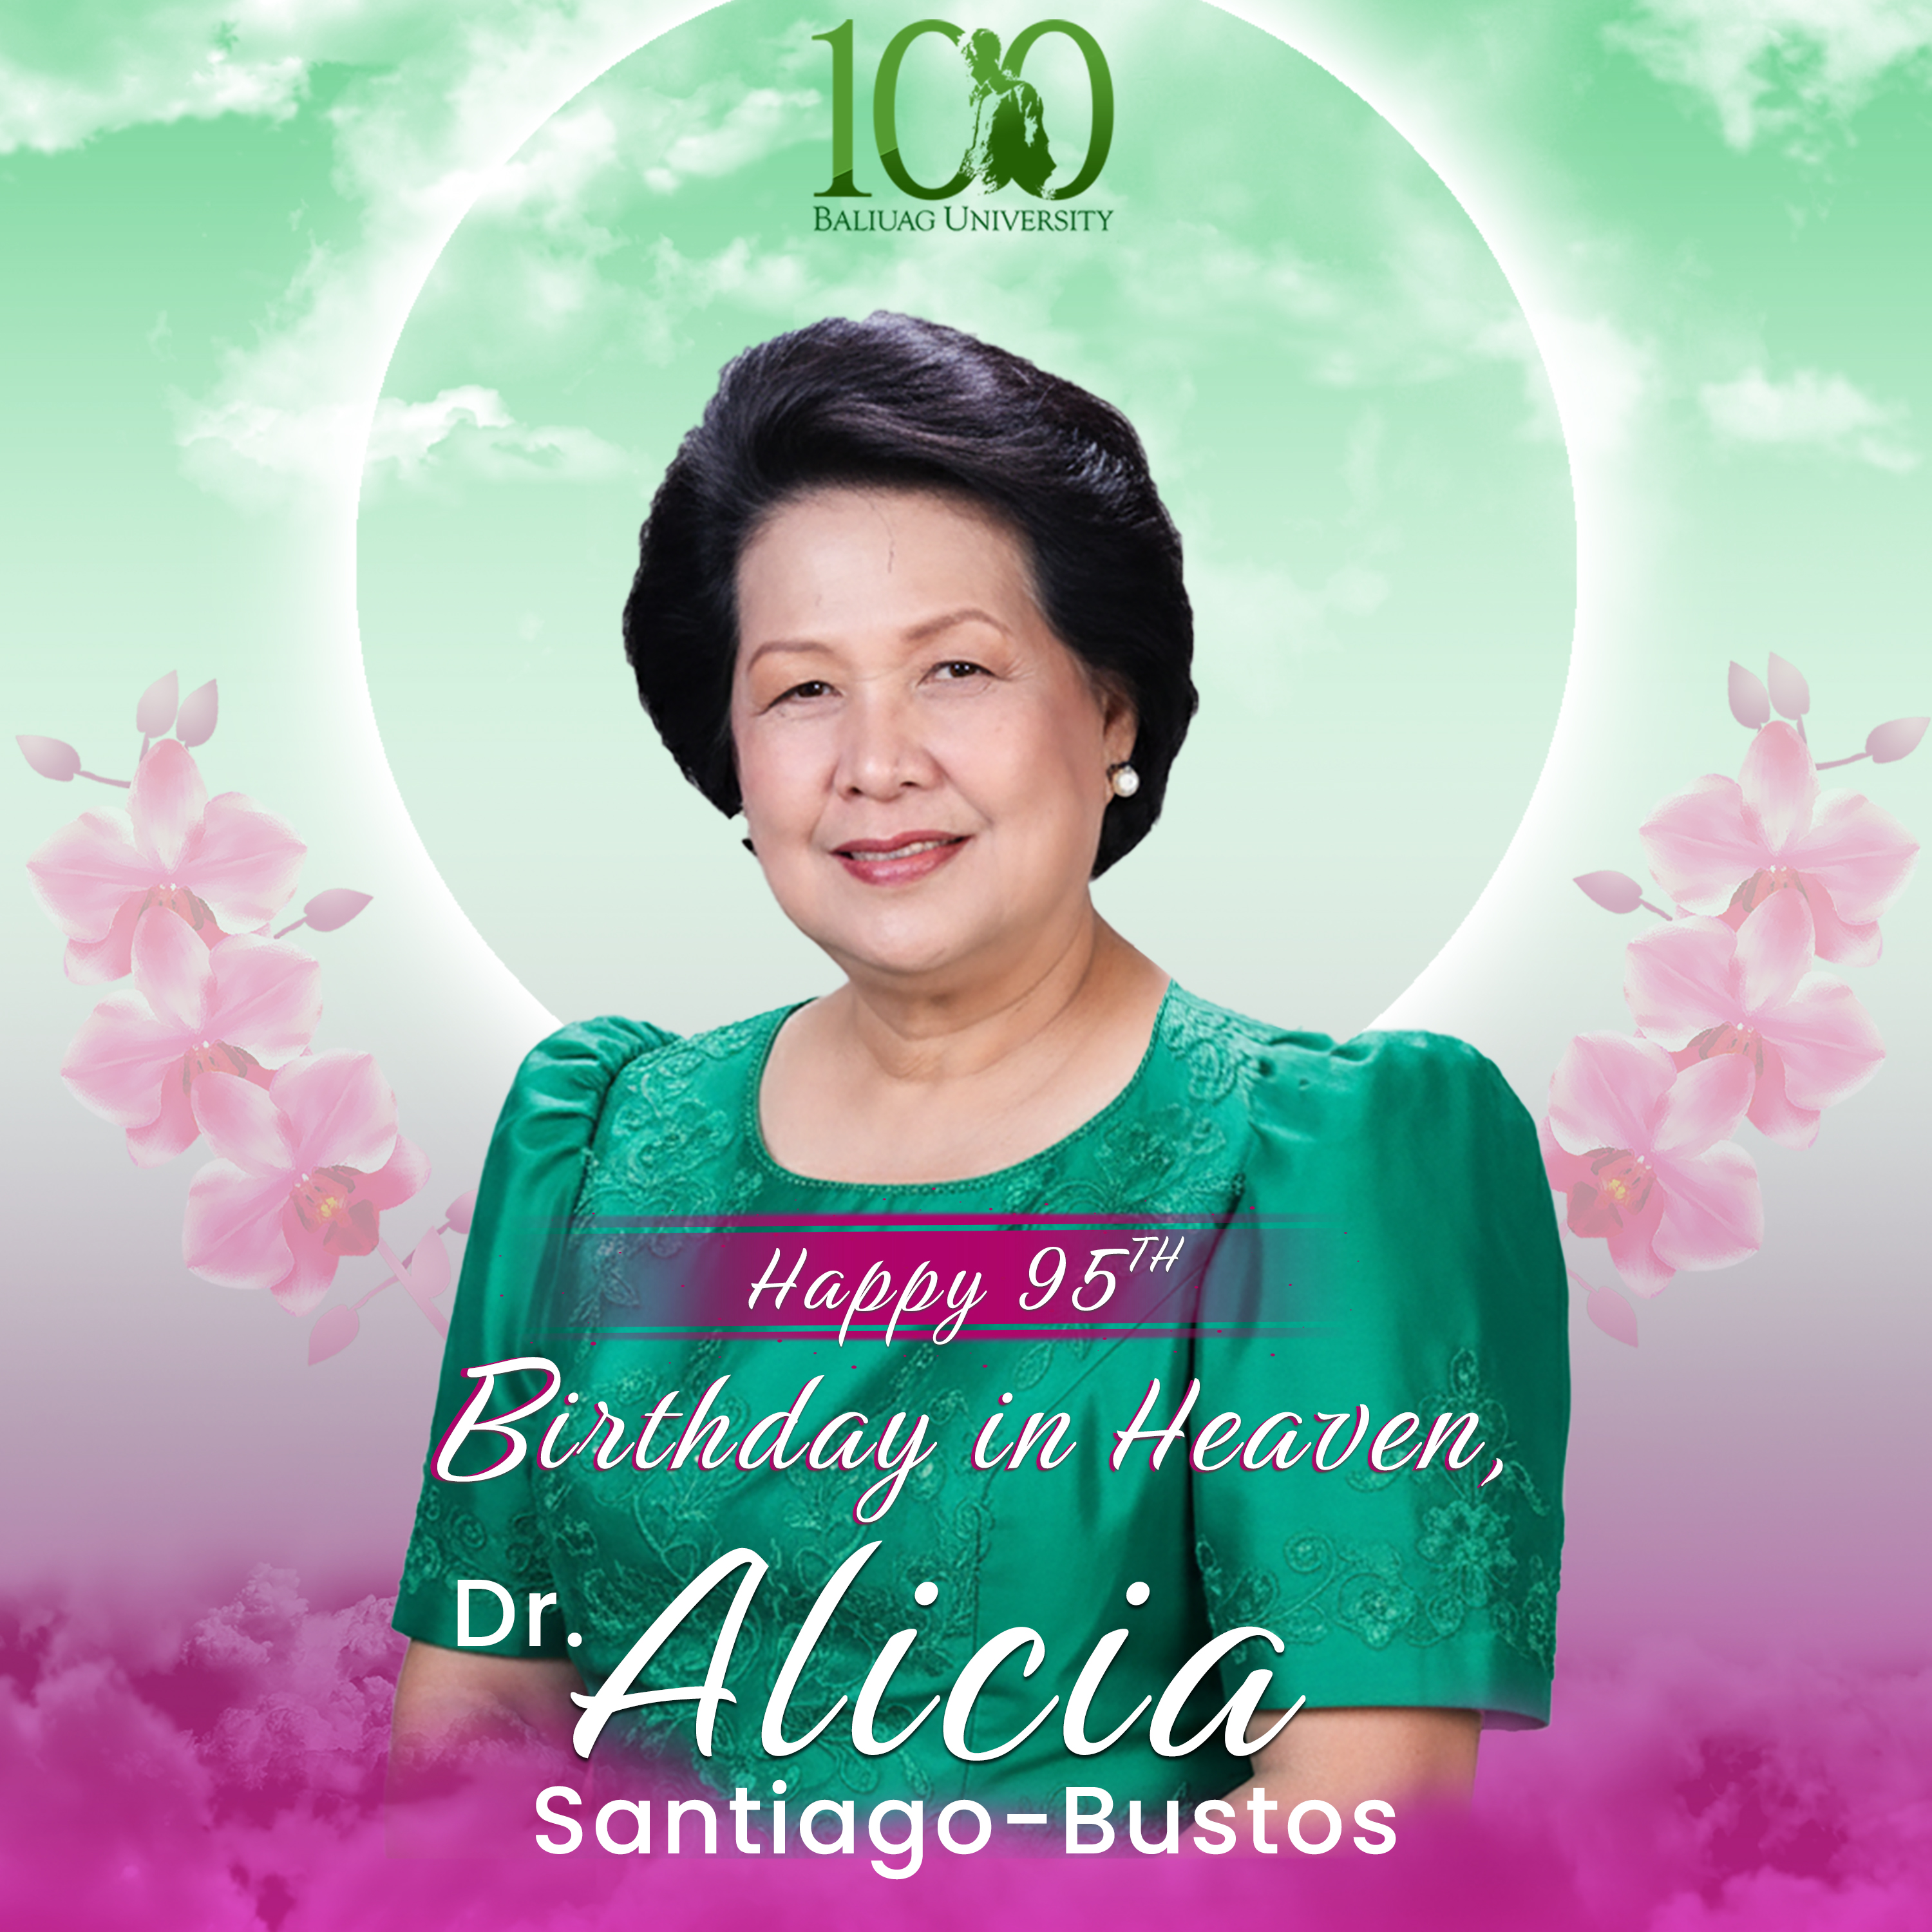 100
BALIUAG UNIVERSITY
Happy 95TH
Birthday in Heaven,
Dr. Alicia
Santiago-Bustos